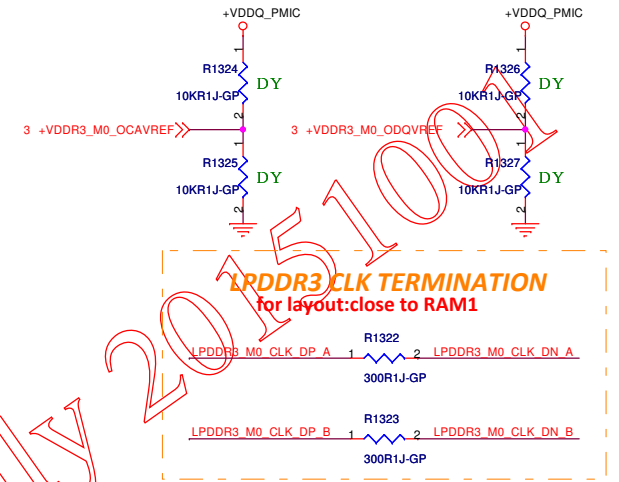 +VDDQ_PMIC
+VDDQ_PMIC
1
1
R1324
DY
R1326
DY
10KR1J-GP
10KR1J-GP
2
2
3 +VDDR3_M0_OCAVREF
3 +VDDR3_M0_ODQVREF
1
1
R1325
DY
R1327
DY
10KR1J-GP
10KR1J-GP
2
2
LPDDR3 CLK TERMINATION
for layout:close to RAM1
R1322
LPDDR3_M0_CLK_DP_A 1 2 LPDDR3_M0_CLK_DN_A
300R1J-GP
R1323
LPDDR3_M0_CLK_DP_B 1 2 LPDDR3_M0_CLK_DN_B
300R1J-GP
ly 20151001